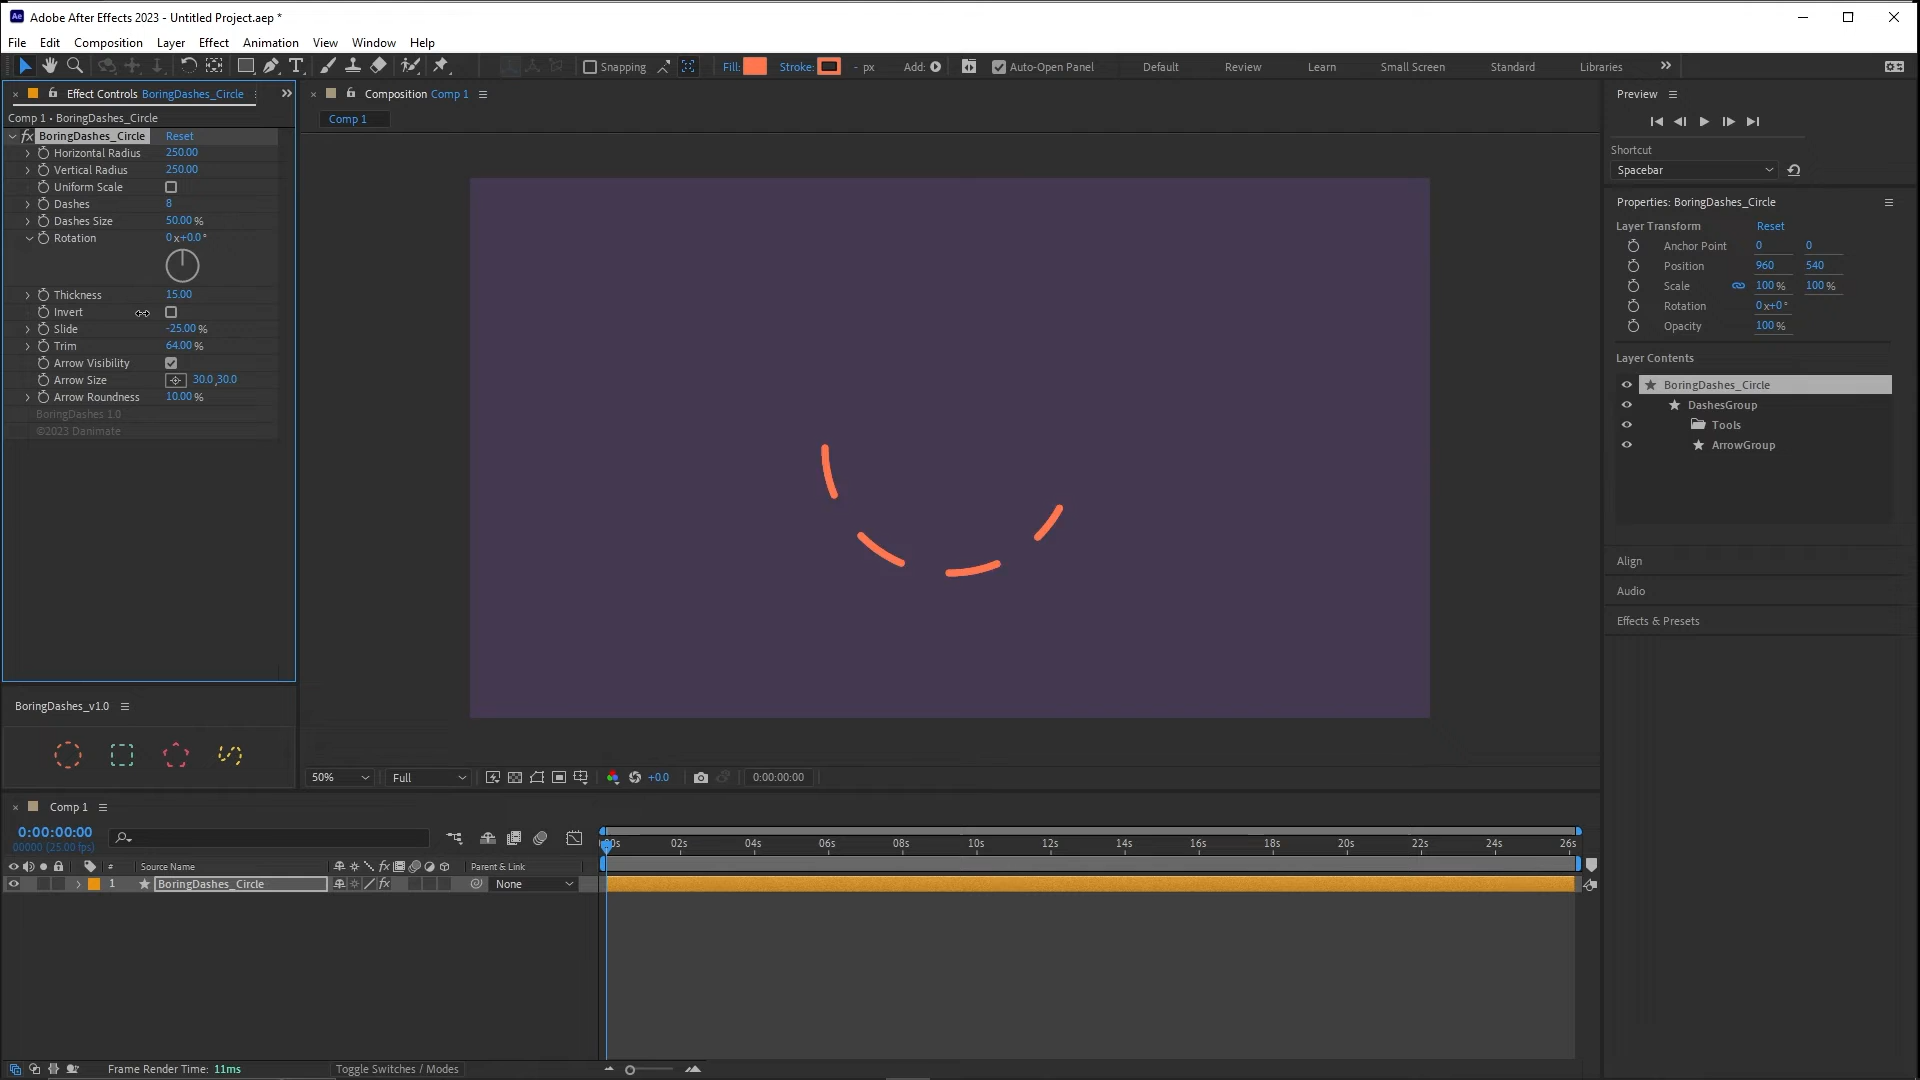 Adobe After Effects 2023 - Untitled Project.aep *
File Edit Composition Layer Effect Animation View Window Help
Snapping Fill: Stroke: - px Add: Auto-Open Panel Default Review Learn Small Screen Standard Libraries
Effect Controls BoringDashes_Circle
Comp 1 • BoringDashes_Circle
fx BoringDashes_Circle Reset
Horizontal Radius 250.00
Vertical Radius 250.00
Uniform Scale
Dashes 8
Dashes Size 50.00 %
Rotation 0 x+0.0 °
Thickness 15.00
Invert
Slide -25.00 %
Trim 64.00 %
Arrow Visibility
Arrow Size 30.0,30.0
Arrow Roundness 10.00 %
BoringDashes 1.0
©2023 Danimate
BoringDashes_v1.0
Composition Comp 1
Comp 1
50% Full +0.0 0:00:00:00
Preview
Shortcut
Spacebar
Properties: BoringDashes_Circle
Layer Transform Reset
Anchor Point 0 0
Position 960 540
Scale 100 % 100 %
Rotation 0 x+0 °
Opacity 100 %
Layer Contents
BoringDashes_Circle
DashesGroup
Tools
ArrowGroup
Align
Audio
Effects & Presets
Comp 1
0:00:00:00
00000 (25.00 fps)
02s 04s 06s 08s 10s 12s 14s 16s 18s 20s 22s 24s 26s
# Source Name fx Parent & Link
1 BoringDashes_Circle fx None
Frame Render Time: 11ms Toggle Switches / Modes